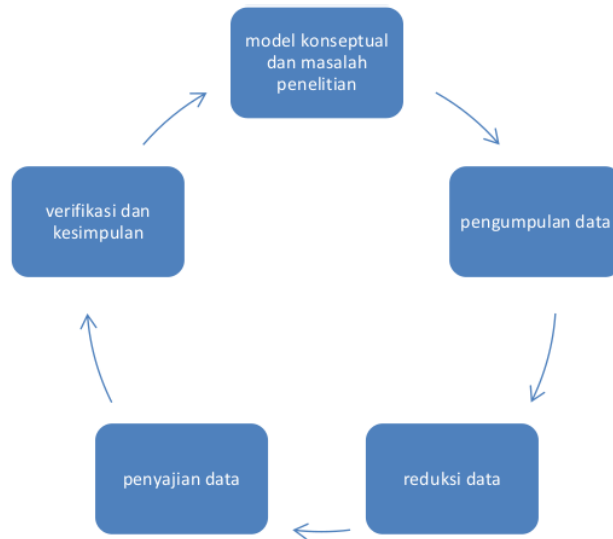 model konseptual
dan masalah
penelitian
pengumpulan data
reduksi data
penyajian data
verifikasi dan
kesimpulan